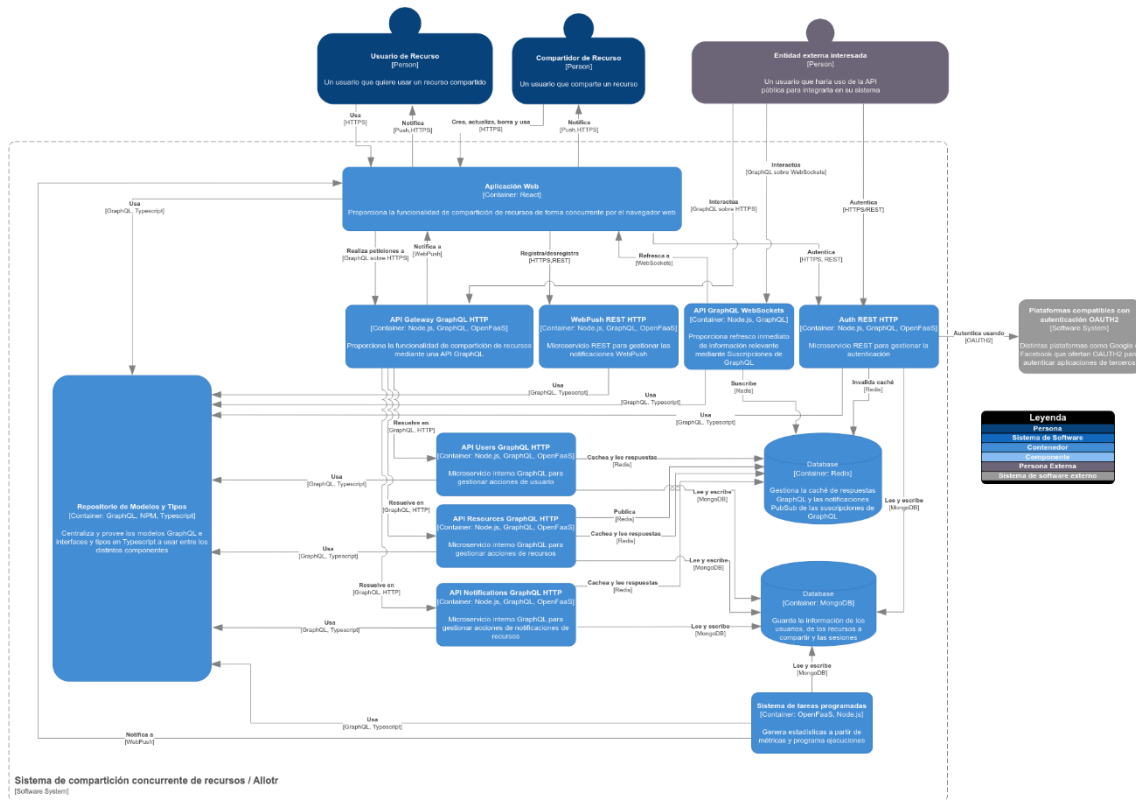 Usuario de Recurso
[Person]
Un usuario que quiere usar un recurso compartido
Compartidor de Recurso
[Person]
Un usuario que comparta un recurso
Entidad externa interesada
[Person]
Un usuario que haría uso de la API
pública para integrarla en su sistema
Usa
[HTTPS]
Notifica
[Push,HTTPS]
Crea, actualiza, borra y usa
[HTTPS]
Notifica
[Push,HTTPS]
Interactúa
[GraphQL sobre HTTPS]
Interactúa
[GraphQL sobre WebSockets]
Autentica
[HTTPS/REST]
Aplicación Web
[Container: React]
Proporciona la funcionalidad de compartición de recursos de forma concurrente por el navegador web
Usa
[GraphQL, Typescript]
Realiza peticiones a
[GraphQL sobre HTTPS]
Notifica a
[WebPush]
Registra/desregistra
[HTTPS,REST]
Refresca a
[WebSockets]
Autentica
[HTTPS, REST]
API Gateway GraphQL HTTP
[Container: Node.js, GraphQL, OpenFaaS]
Proporciona la funcionalidad de compartición de recursos
mediante una API GraphQL
WebPush REST HTTP
[Container: Node.js, GraphQL, OpenFaaS]
Microservicio REST para gestionar las
notificaciones WebPush
API GraphQL WebSockets
[Container: Node.js, GraphQL]
Proporciona refresco inmediato
de información relevante
mediante Suscripciones de
GraphQL
Auth REST HTTP
[Container: Node.js, GraphQL, OpenFaaS]
Microservicio REST para gestionar la
autenticación
Autentica usando
[OAUTH2]
Plataformas compatibles con
autenticación OAUTH2
[Software System]
Distintas plataformas como Google o
Facebook que ofertan OAUTH2 para
autenticar aplicaciones de terceros
Usa
[GraphQL, Typescript]
Usa
[GraphQL, Typescript]
Usa
[GraphQL, Typescript]
Suscribe
[Redis]
Invalida caché
[Redis]
Leyenda
Persona
Sistema de Software
Contenedor
Componente
Persona Externa
Sistema de software externo
Resuelve en
[GraphQL, HTTP]
API Users GraphQL HTTP
[Container: Node.js, GraphQL, OpenFaaS]
Microservicio interno GraphQL para
gestionar acciones de usuario
Cachea y lee respuestas
[Redis]
Lee y escribe
[MongoDB]
Database
[Container: Redis]
Gestiona la caché de respuestas
GraphQL y las notificaciones
PubSub de las suscripciones de
GraphQL
Lee y escribe
[MongoDB]
Repositorio de Modelos y Tipos
[Container: GraphQL, NPM, Typescript]
Centraliza y provee los modelos GraphQL e
interfaces y tipos en Typescript a usar entre los
distintos componentes
Usa
[GraphQL, Typescript]
Resuelve en
[GraphQL, HTTP]
API Resources GraphQL HTTP
[Container: Node.js, GraphQL, OpenFaaS]
Microservicio interno GraphQL para
gestionar acciones de recursos
Publica
[Redis]
Cachea y lee respuestas
[Redis]
Usa
[GraphQL, Typescript]
Lee y escribe
[MongoDB]
Resuelve en
[GraphQL, HTTP]
API Notifications GraphQL HTTP
[Container: Node.js, GraphQL, OpenFaaS]
Microservicio interno GraphQL para
gestionar acciones de notificaciones de
recursos
Cachea y lee respuestas
[Redis]
Usa
[GraphQL, Typescript]
Lee y escribe
[MongoDB]
Database
[Container: MongoDB]
Guarda la información de los
usuarios, de los recursos a
compartir y las sesiones
Lee y escribe
[MongoDB]
Sistema de tareas programadas
[Container: OpenFaaS, Node.js]
Genera estadísticas a partir de
métricas y programa ejecuciones
Usa
[GraphQL, Typescript]
Notifica a
[WebPush]
Sistema de compartición concurrente de recursos / Allotr
[Software System]